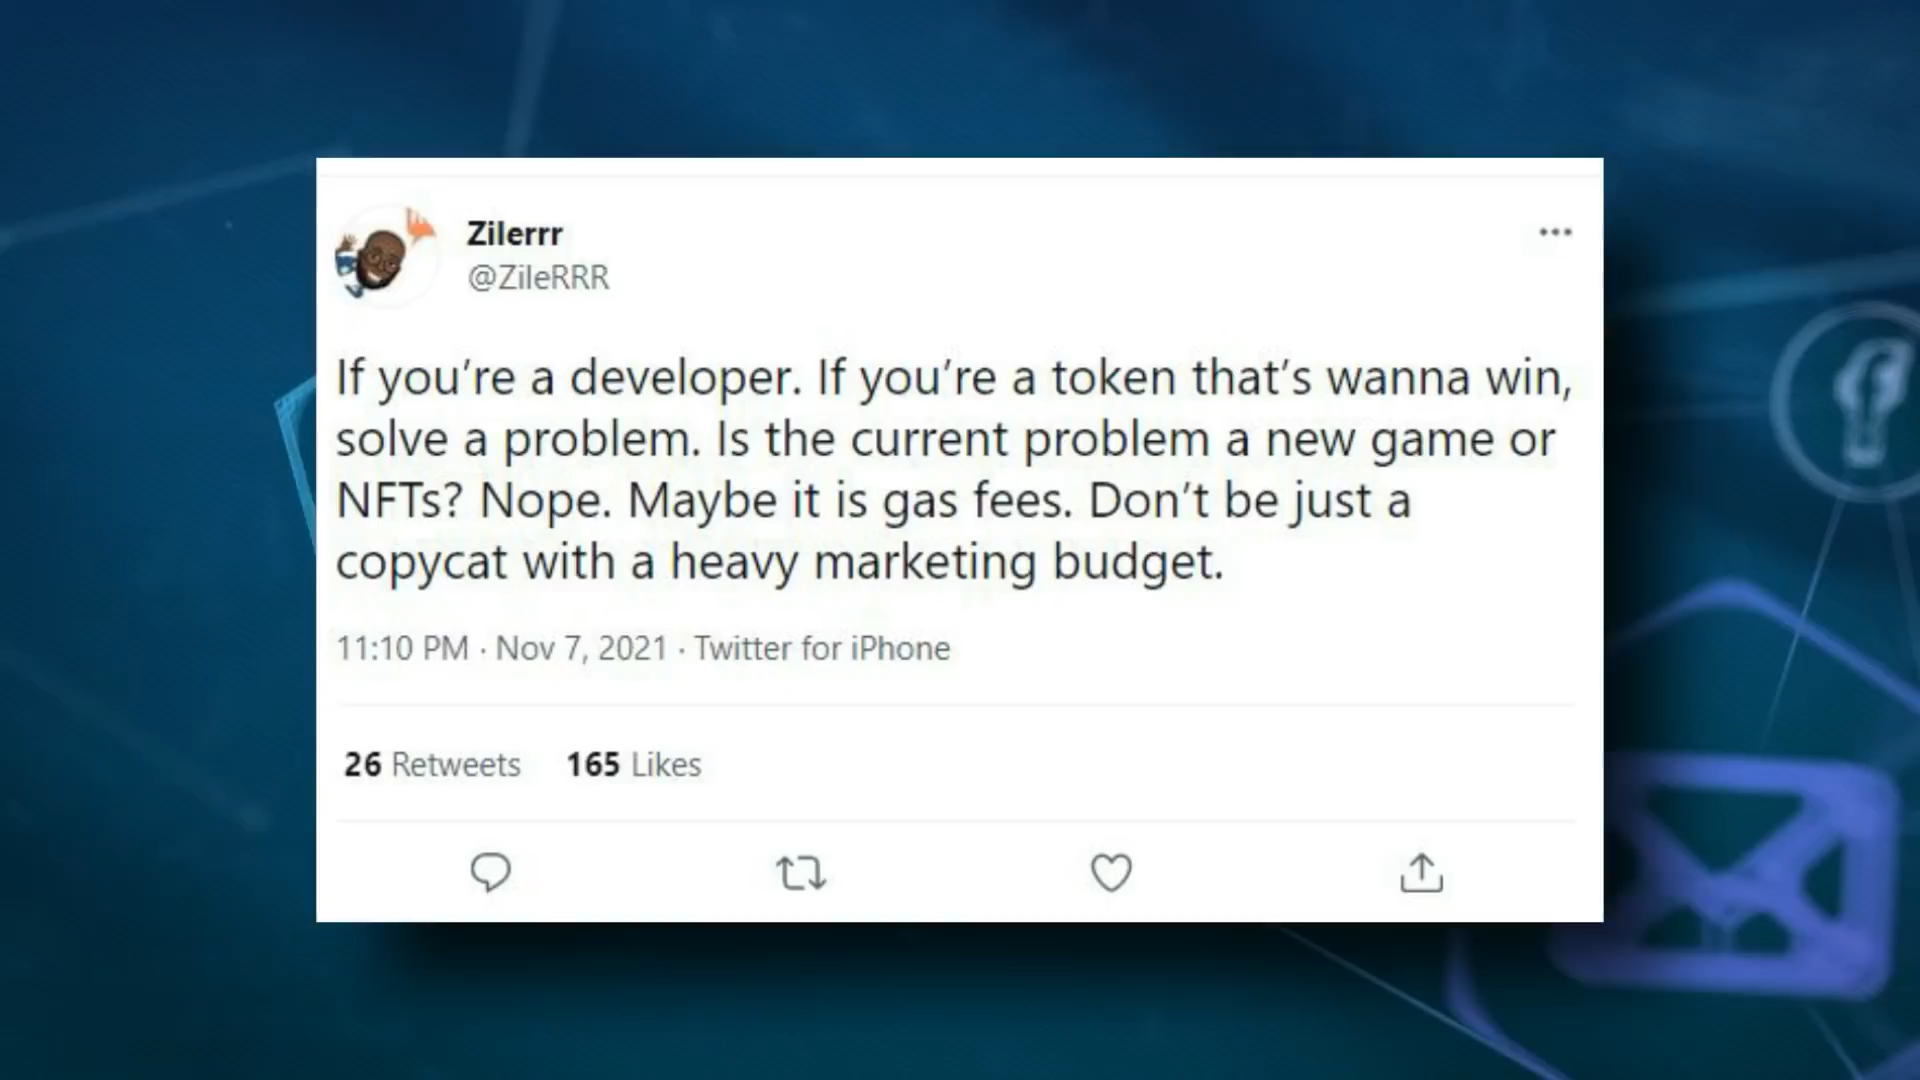 Zilerrr
@ZileRRR
If you’re a developer. If you’re a token that’s wanna win,
solve a problem. Is the current problem a new game or
NFTs? Nope. Maybe it is gas fees. Don’t be just a
copycat with a heavy marketing budget.
11:10 PM · Nov 7, 2021 · Twitter for iPhone
26 Retweets 165 Likes